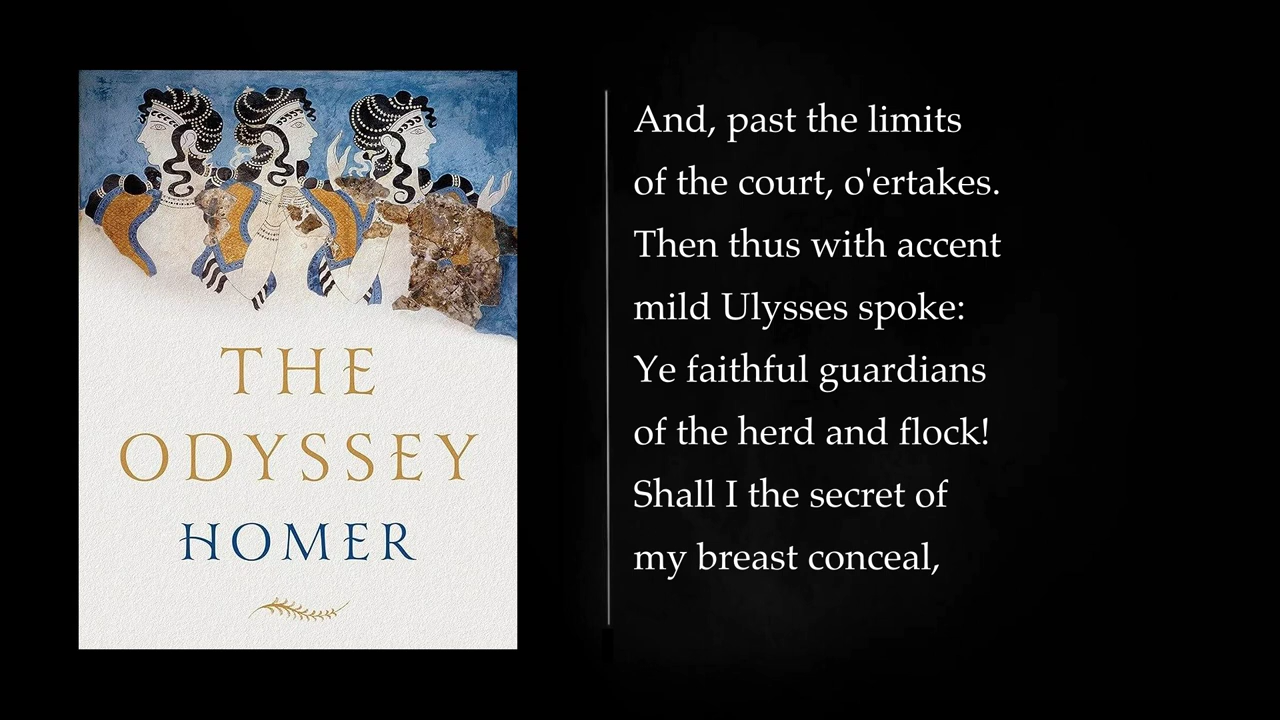 THE
ODYSSEY
HOMER
And, past the limits
of the court, o'ertakes.
Then thus with accent
mild Ulysses spoke:
Ye faithful guardians
of the herd and flock!
Shall I the secret of
my breast conceal,